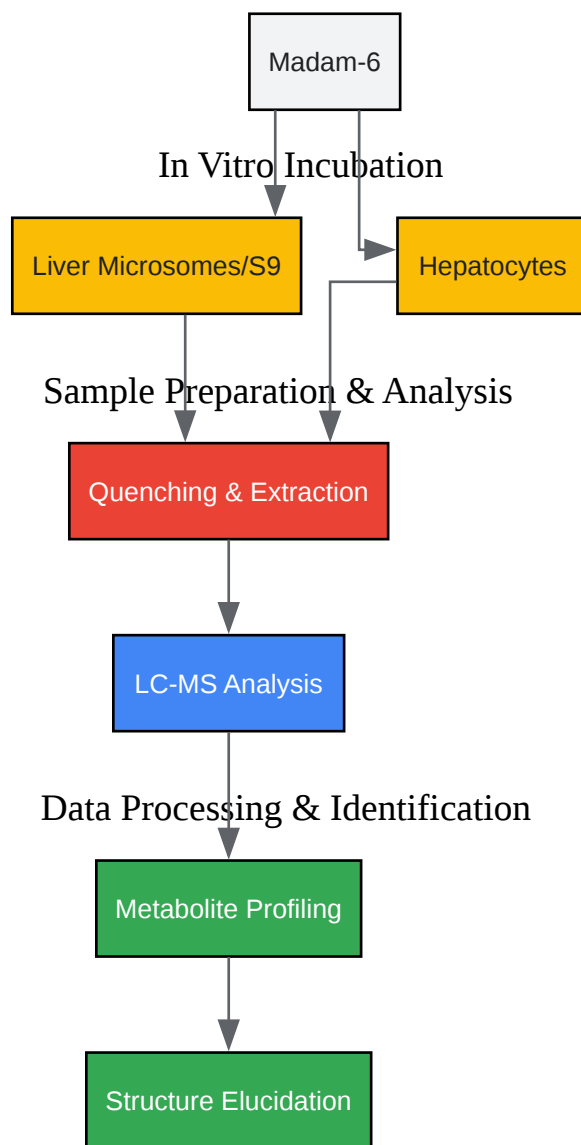 Madam-6
In Vitro Incubation
Liver Microsomes/S9
Hepatocytes
Sample Preparation & Analysis
Quenching & Extraction
LC-MS Analysis
Data Processing & Identification
Metabolite Profiling
Structure Elucidation